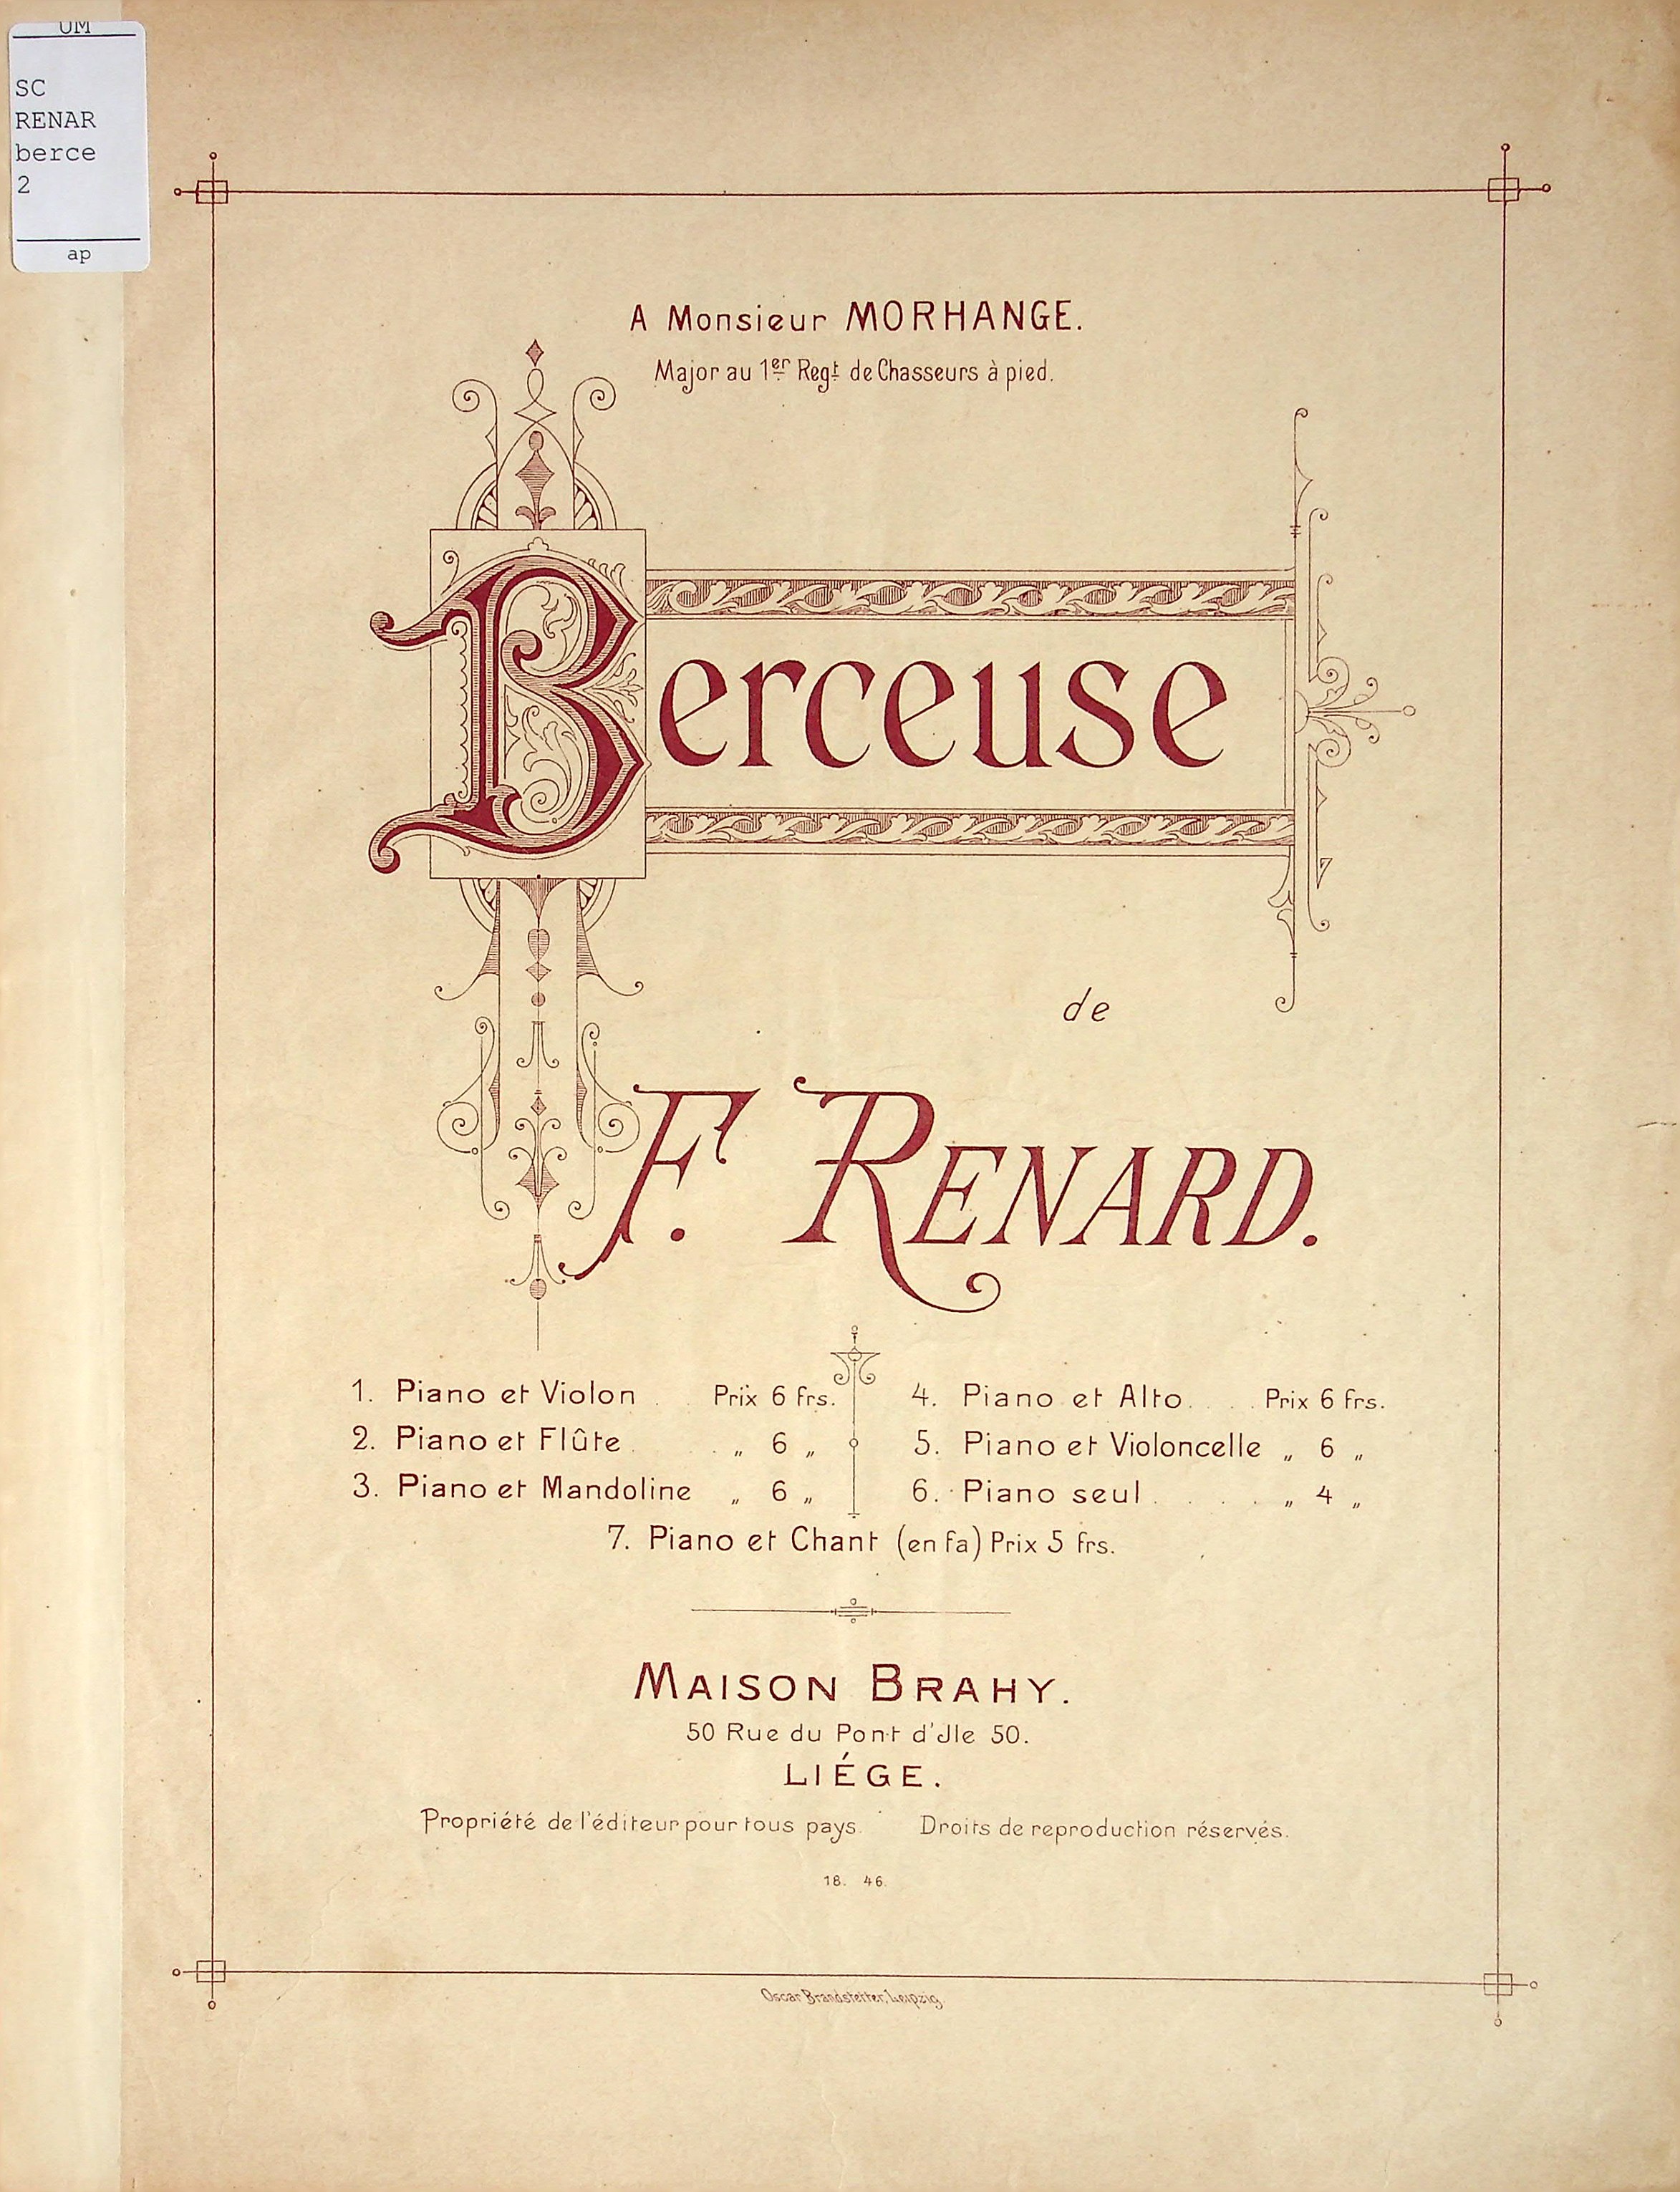 UM
SC
RENAR
berce
2
ap
A Monsieur MORHANGE.
Major au 1er Regt de Chasseurs à pied.
Berceuse
de
F. RENARD.
1. Piano et Violon . . Prix 6 frs.
2. Piano et Flûte . . „ 6 „
3. Piano et Mandoline „ 6 „
4. Piano et Alto. . . . Prix 6 frs.
5. Piano et Violoncelle „ 6 „
6. Piano seul . . . . „ 4 „
7. Piano et Chant (en fa) Prix 5 frs.
MAISON BRAHY.
50 Rue du Pont d'Jle 50.
LIÉGE.
Propriété de l'éditeur pour tous pays. Droits de reproduction réservés.
18. 46.
Oscar Brandstetter, Leipzig.